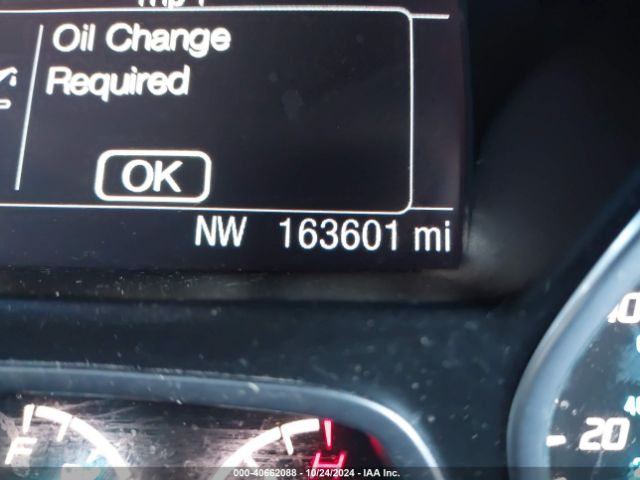 Oil Change
Required
OK
NW 163601 mi
20
F
H
000-40662088 - 10/24/2024 - IAA Inc.